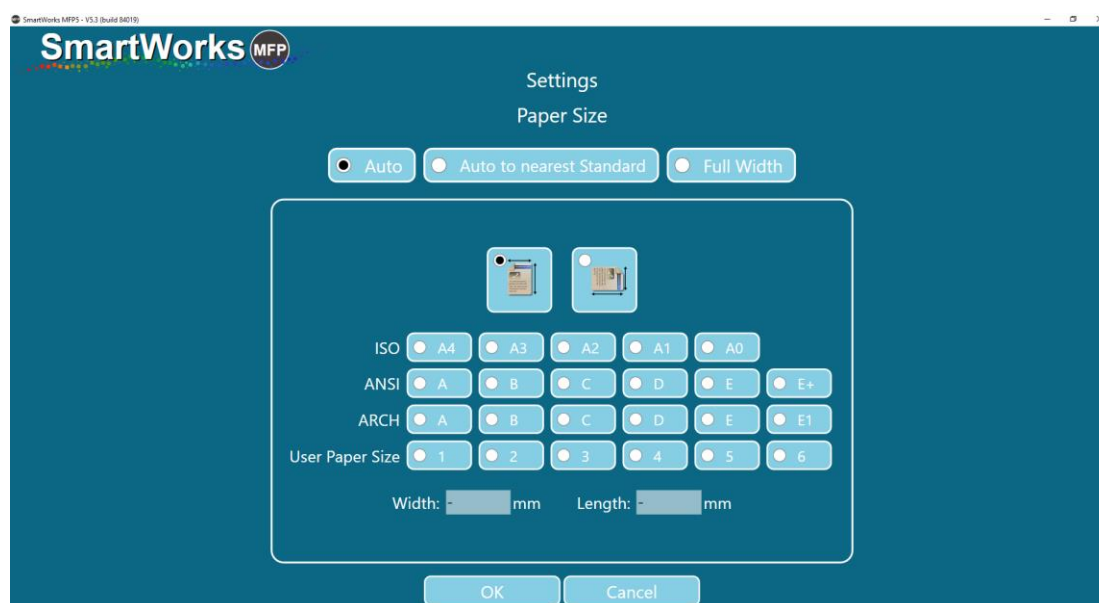 SmartWorks MFP5 - V5.3 (build 84019)
SmartWorks MFP
Settings
Paper Size
Auto Auto to nearest Standard Full Width
ISO A4 A3 A2 A1 A0
ANSI A B C D E E+
ARCH A B C D E E1
User Paper Size 1 2 3 4 5 6
Width: - mm Length: - mm
OK Cancel